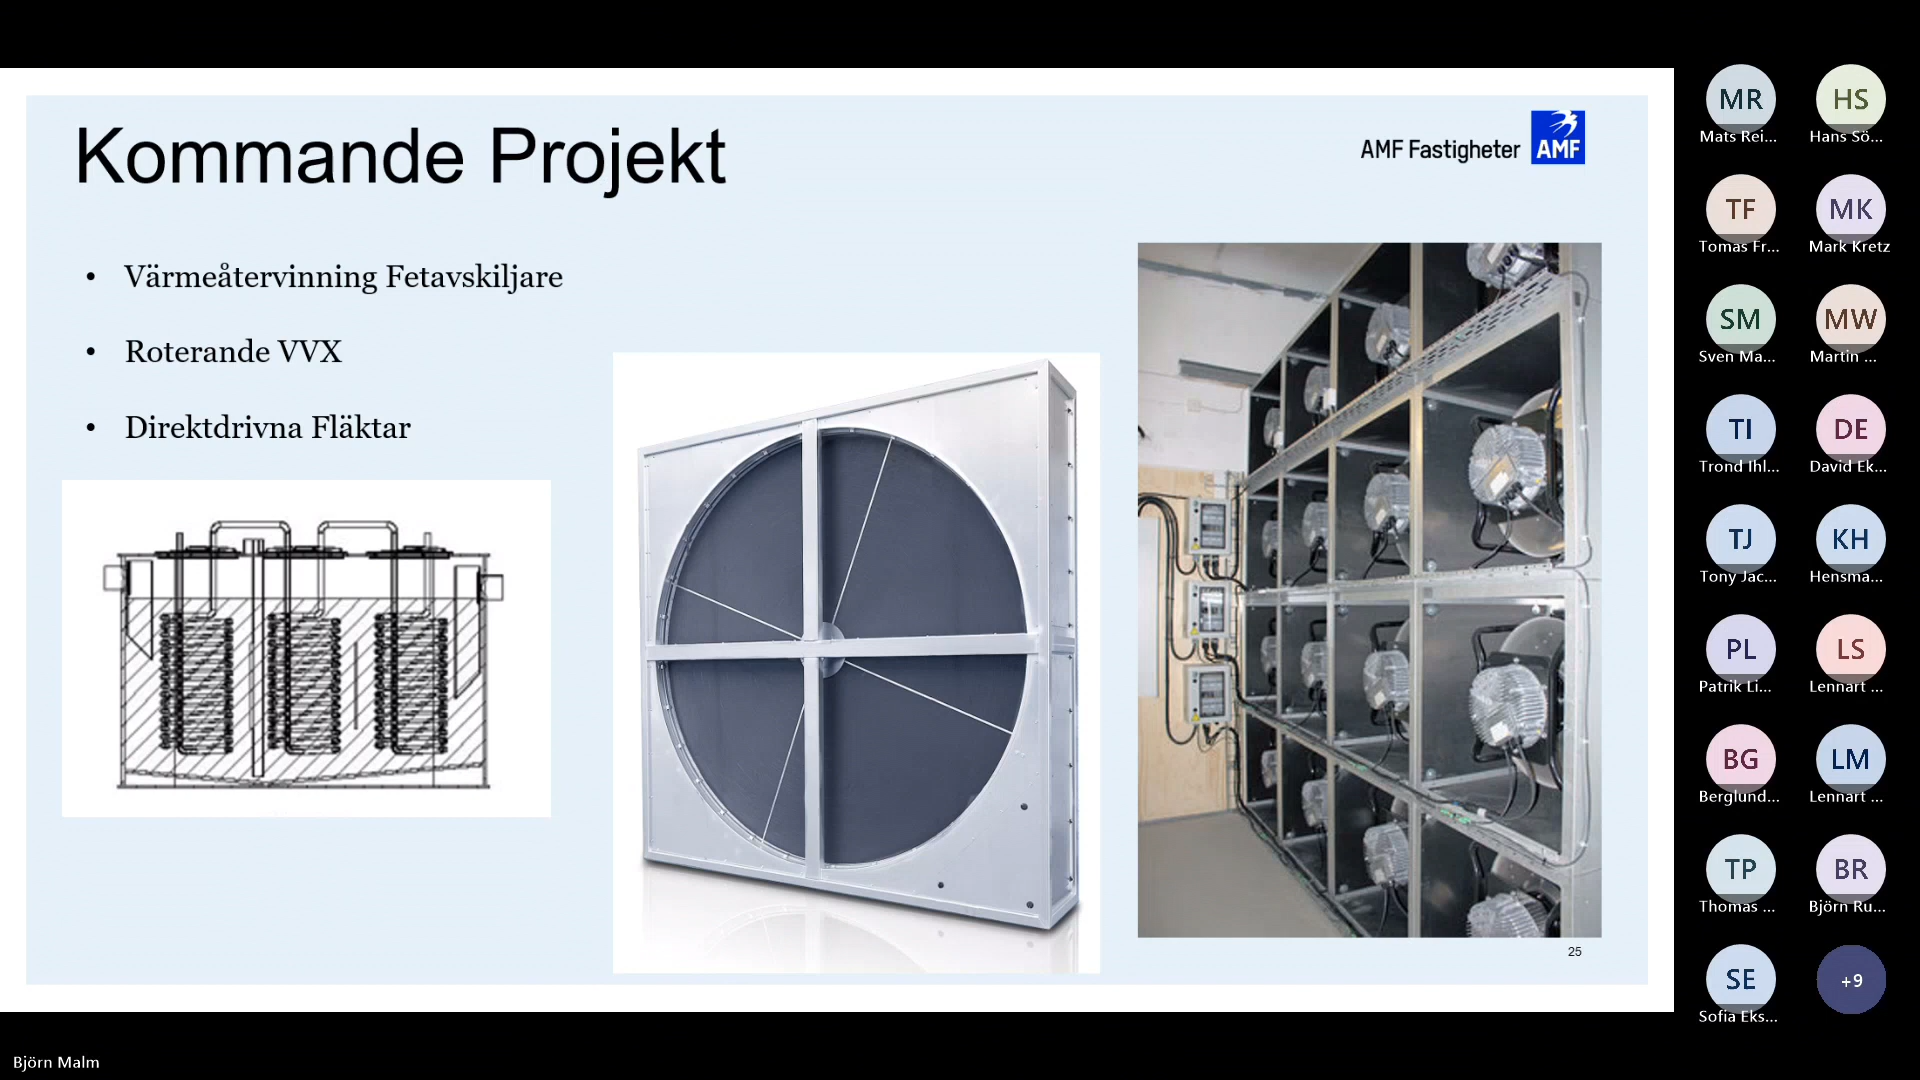 Kommande Projekt
AMF Fastigheter
AMF
• Värmeåtervinning Fetavskiljare
• Roterande VVX
• Direktdrivna Fläktar
25
MR
Mats Rei...
HS
Hans Sö...
TF
Tomas Fr...
MK
Mark Kretz
SM
Sven Ma...
MW
Martin ...
TI
Trond Ihl...
DE
David Ek...
TJ
Tony Jac...
KH
Hensma...
PL
Patrik Li...
LS
Lennart ...
BG
Berglund...
LM
Lennart ...
TP
Thomas ...
BR
Björn Ru...
SE
Sofia Eks...
+9
Björn Malm